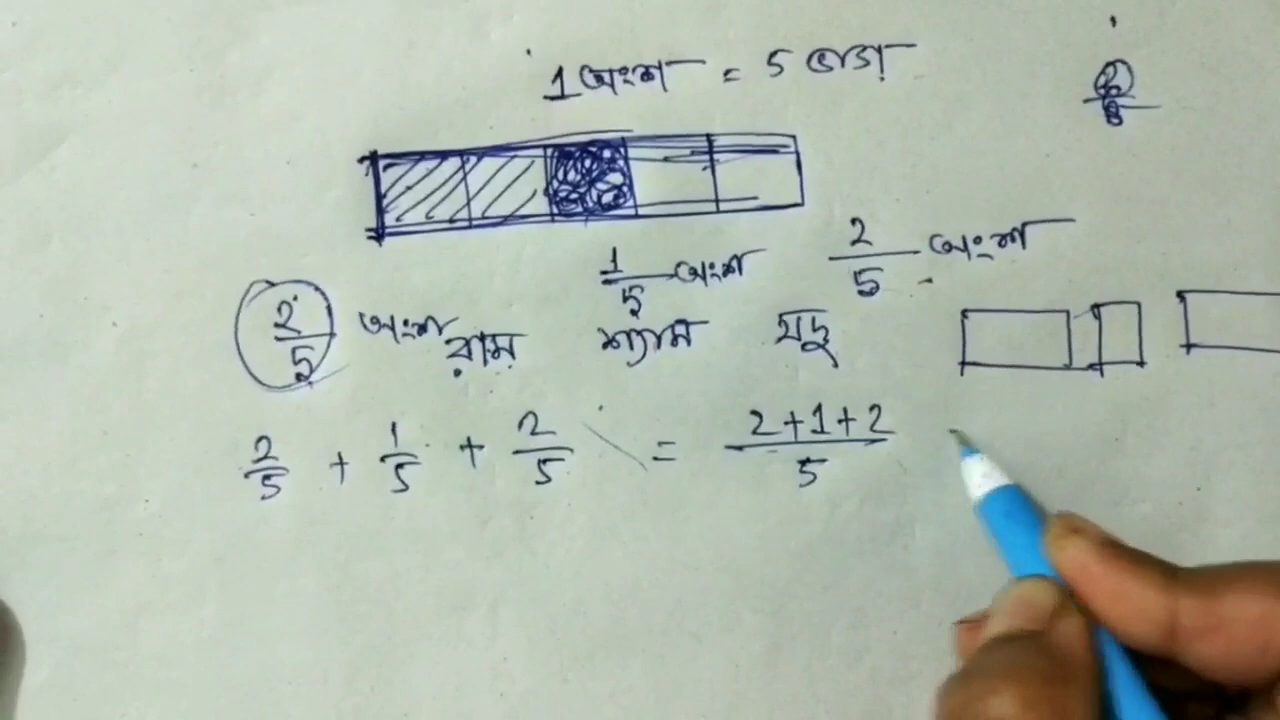 1 অংশ = 5 ভাগ
1/5 অংশ 2/5 অংশ
2/5 অংশ রাম শ্যাম যদু
2/5 + 1/5 + 2/5 = 2+1+2/5